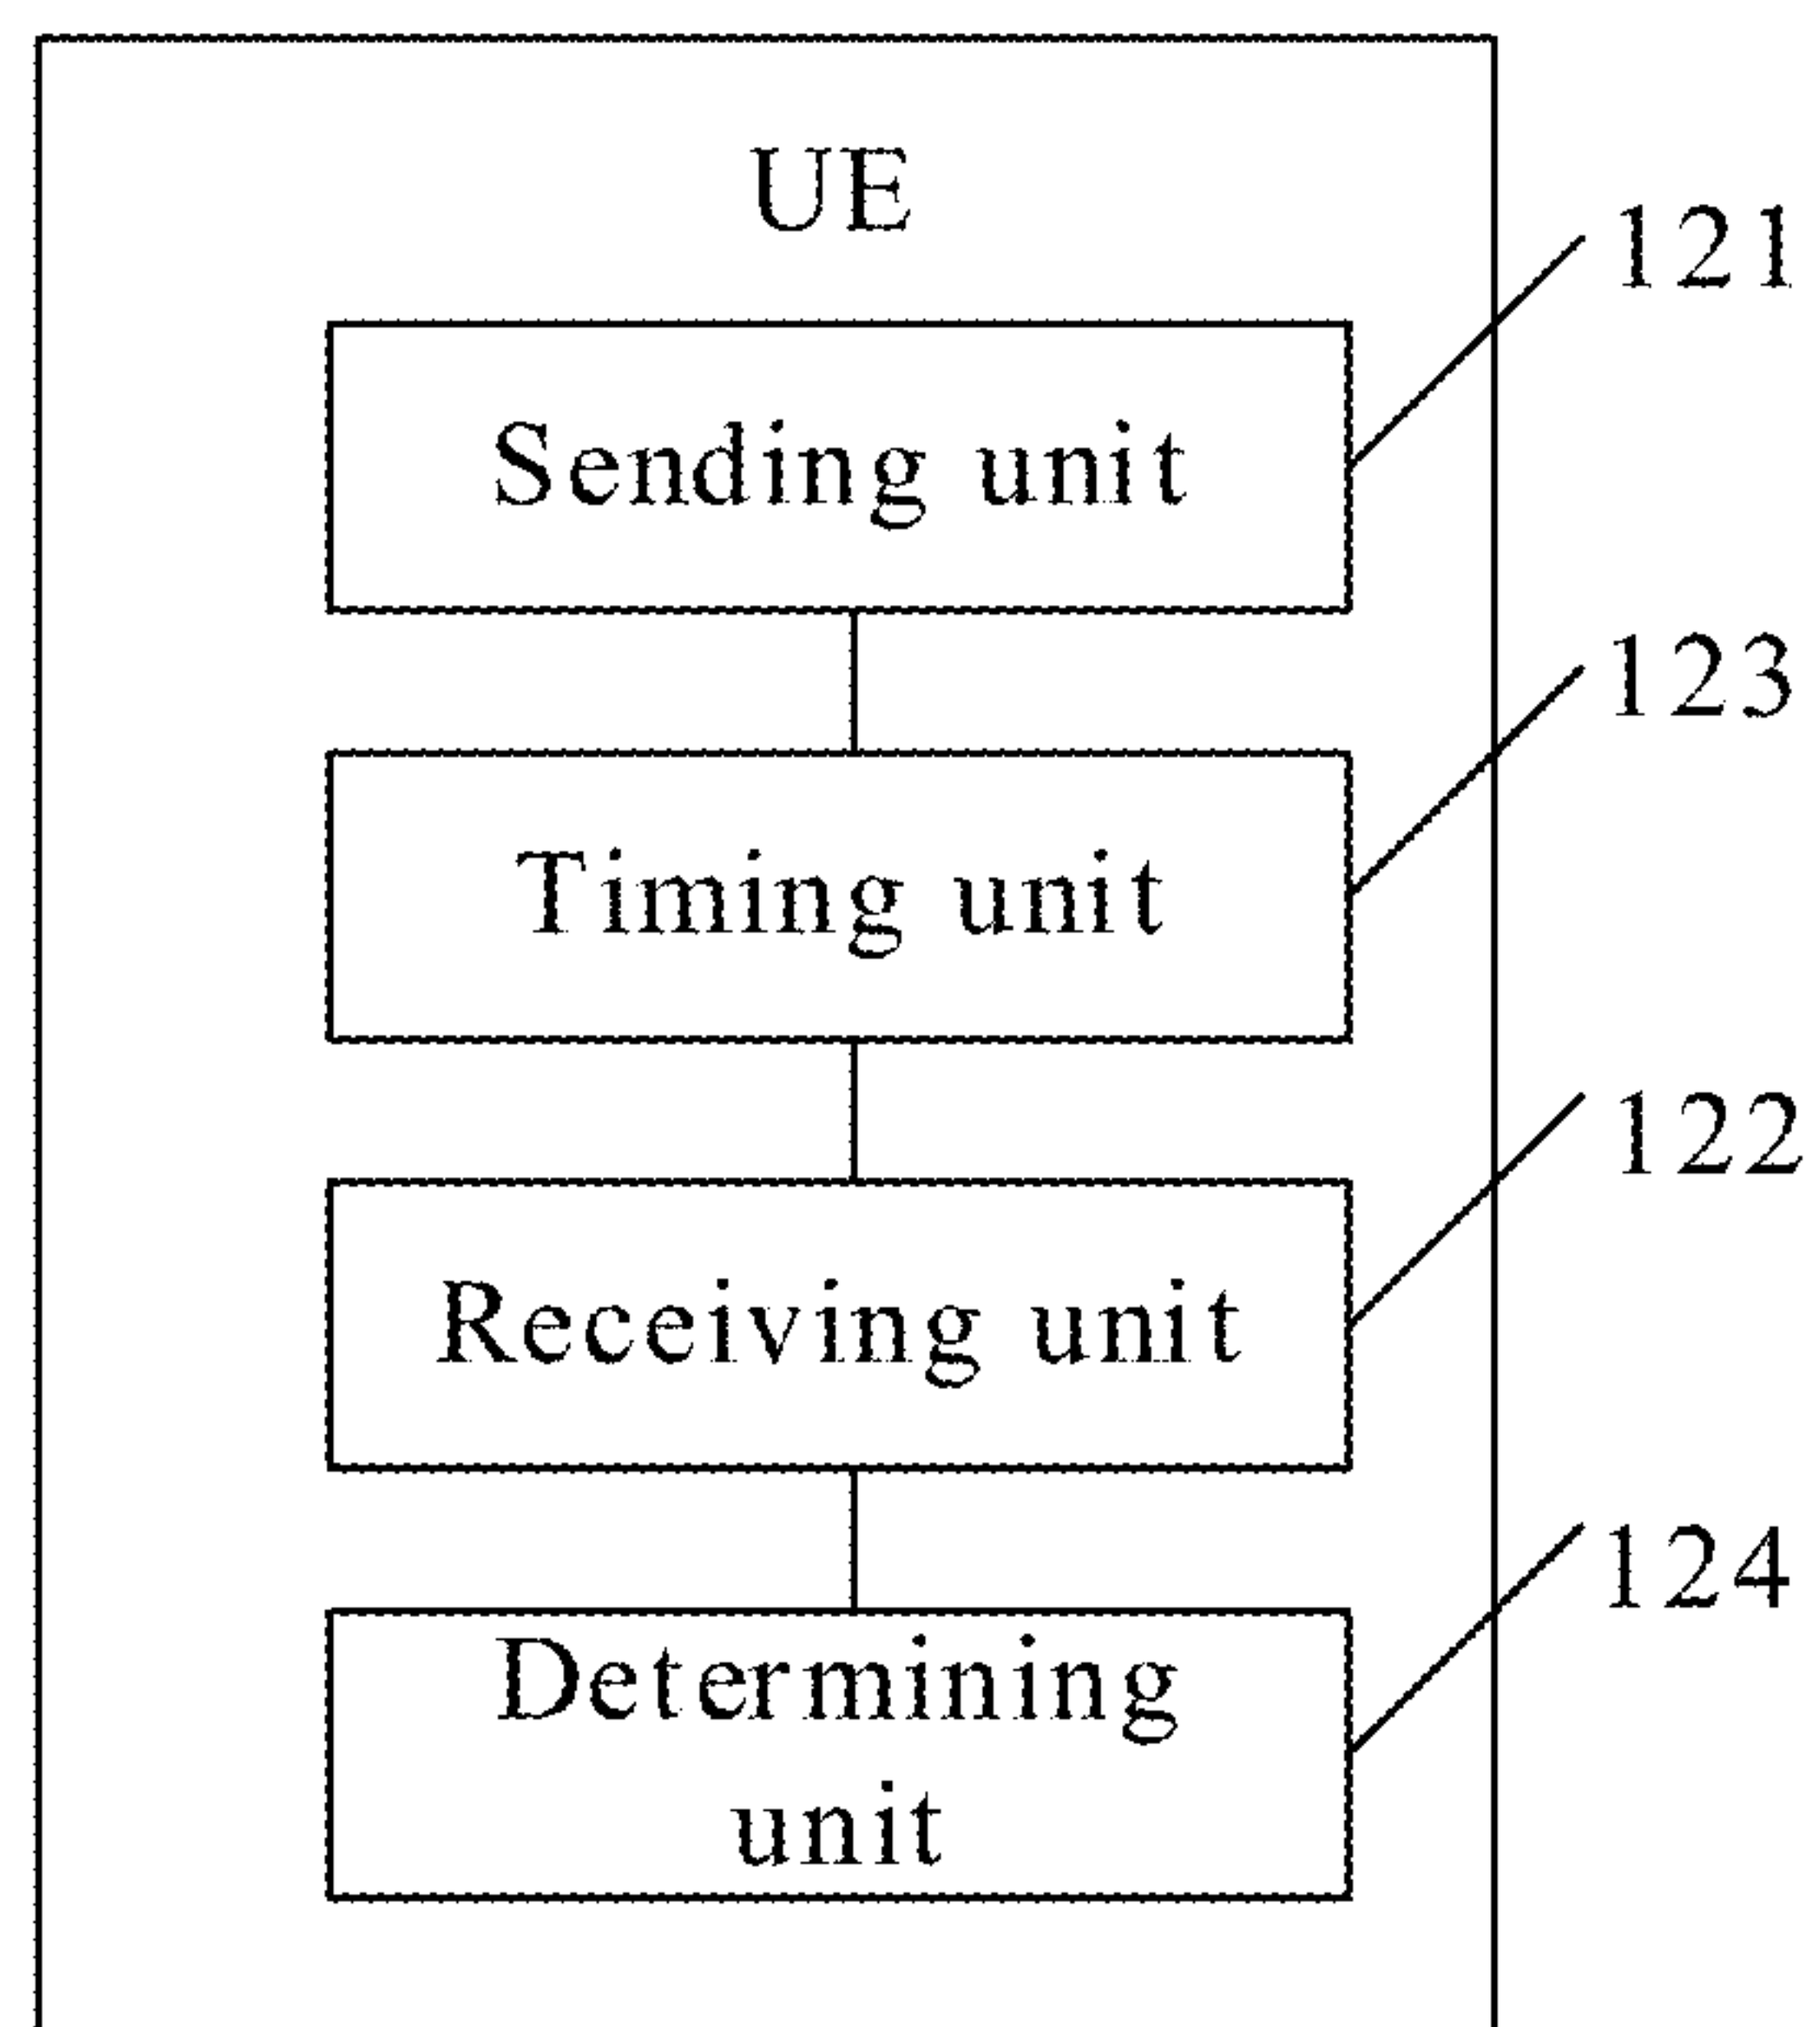 UE
121
Sending unit
123
Timing unit
122
Receiving unit
124
Determining
unit